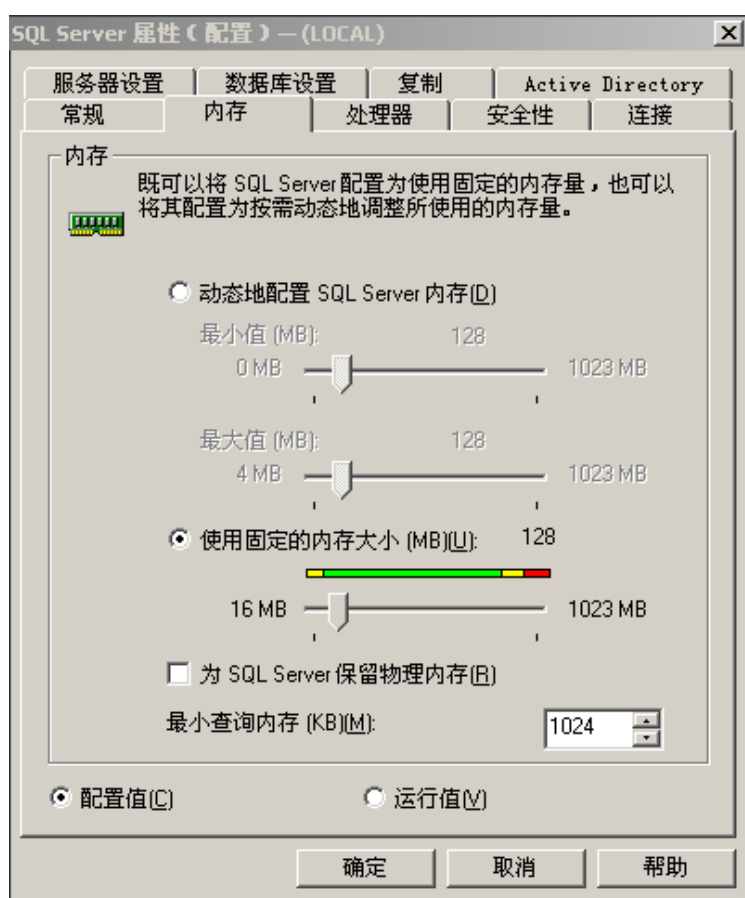 SQL Server 属性（配置）—(LOCAL)
服务器设置 数据库设置 复制 Active Directory
常规 内存 处理器 安全性 连接
内存
既可以将 SQL Server 配置为使用固定的内存量，也可以
将其配置为按需动态地调整所使用的内存量。
动态地配置 SQL Server 内存(D)
最小值 (MB): 128
0 MB 1023 MB
最大值 (MB): 128
4 MB 1023 MB
使用固定的内存大小 (MB)(U): 128
16 MB 1023 MB
为 SQL Server 保留物理内存(R)
最小查询内存 (KB)(M): 1024
配置值(C) 运行值(V)
确定 取消 帮助